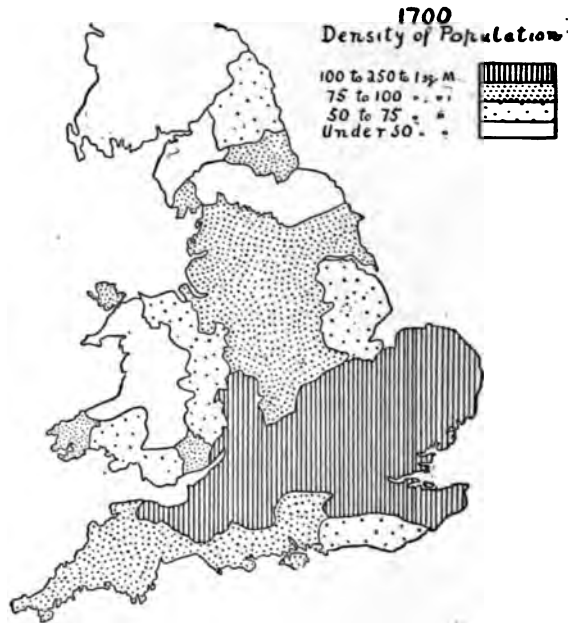 1700
Density of Population
100 to 250 to 1 sq. M.
75 to 100 " "
50 to 75 " "
Under 50 " "